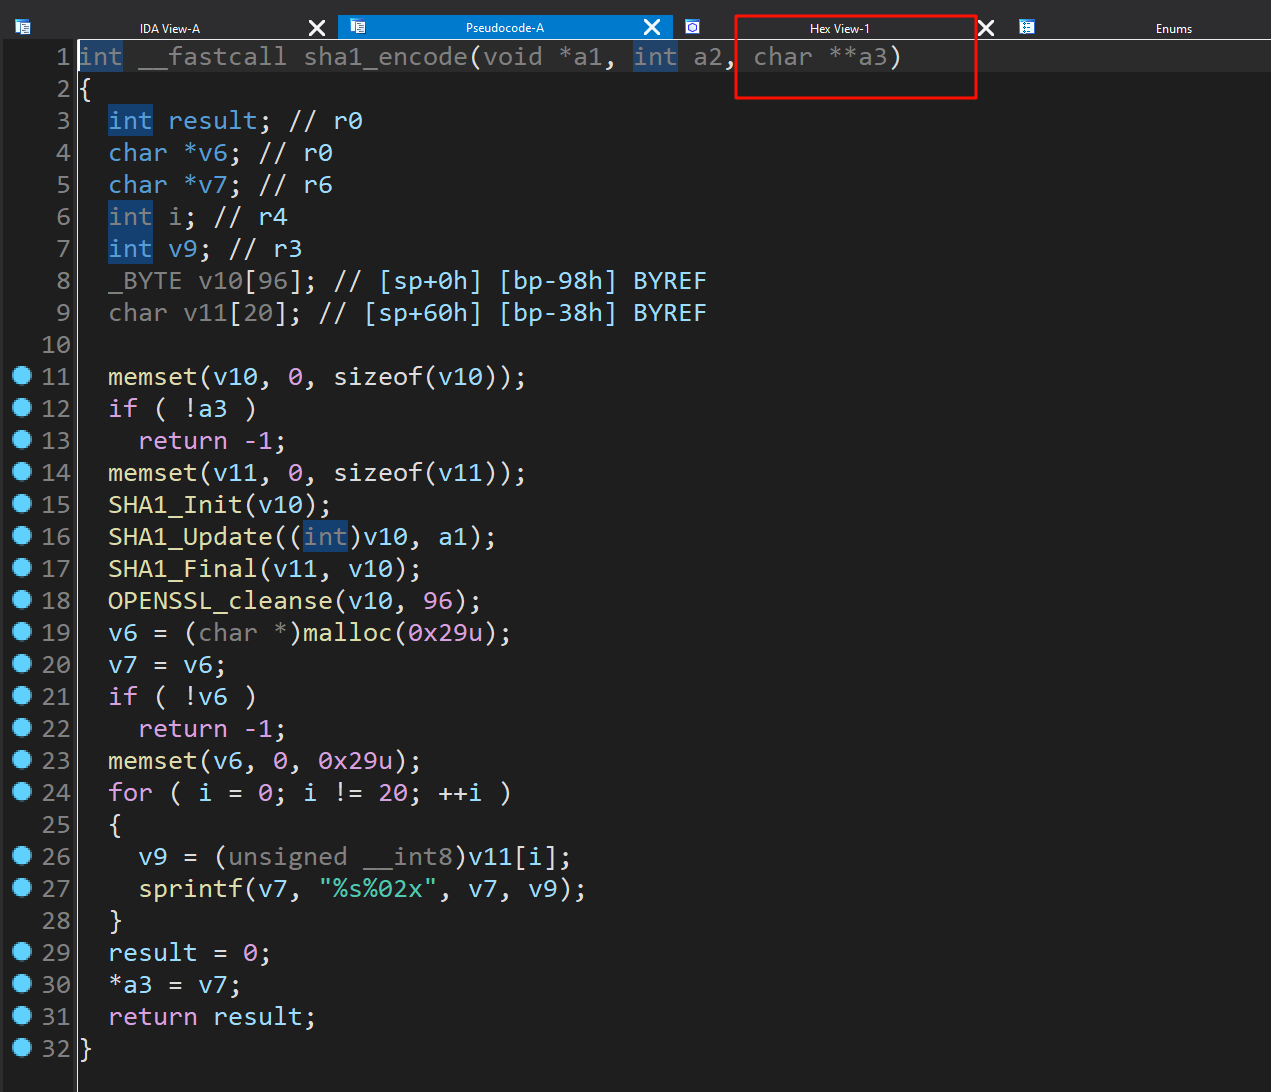 IDA View-A Pseudocode-A Hex View-1 Enums
1 int __fastcall sha1_encode(void *a1, int a2, char **a3)
2 {
3 int result; // r0
4 char *v6; // r0
5 char *v7; // r6
6 int i; // r4
7 int v9; // r3
8 _BYTE v10[96]; // [sp+0h] [bp-98h] BYREF
9 char v11[20]; // [sp+60h] [bp-38h] BYREF
10
11 memset(v10, 0, sizeof(v10));
12 if ( !a3 )
13 return -1;
14 memset(v11, 0, sizeof(v11));
15 SHA1_Init(v10);
16 SHA1_Update((int)v10, a1);
17 SHA1_Final(v11, v10);
18 OPENSSL_cleanse(v10, 96);
19 v6 = (char *)malloc(0x29u);
20 v7 = v6;
21 if ( !v6 )
22 return -1;
23 memset(v6, 0, 0x29u);
24 for ( i = 0; i != 20; ++i )
25 {
26 v9 = (unsigned __int8)v11[i];
27 sprintf(v7, "%s%02x", v7, v9);
28 }
29 result = 0;
30 *a3 = v7;
31 return result;
32 }